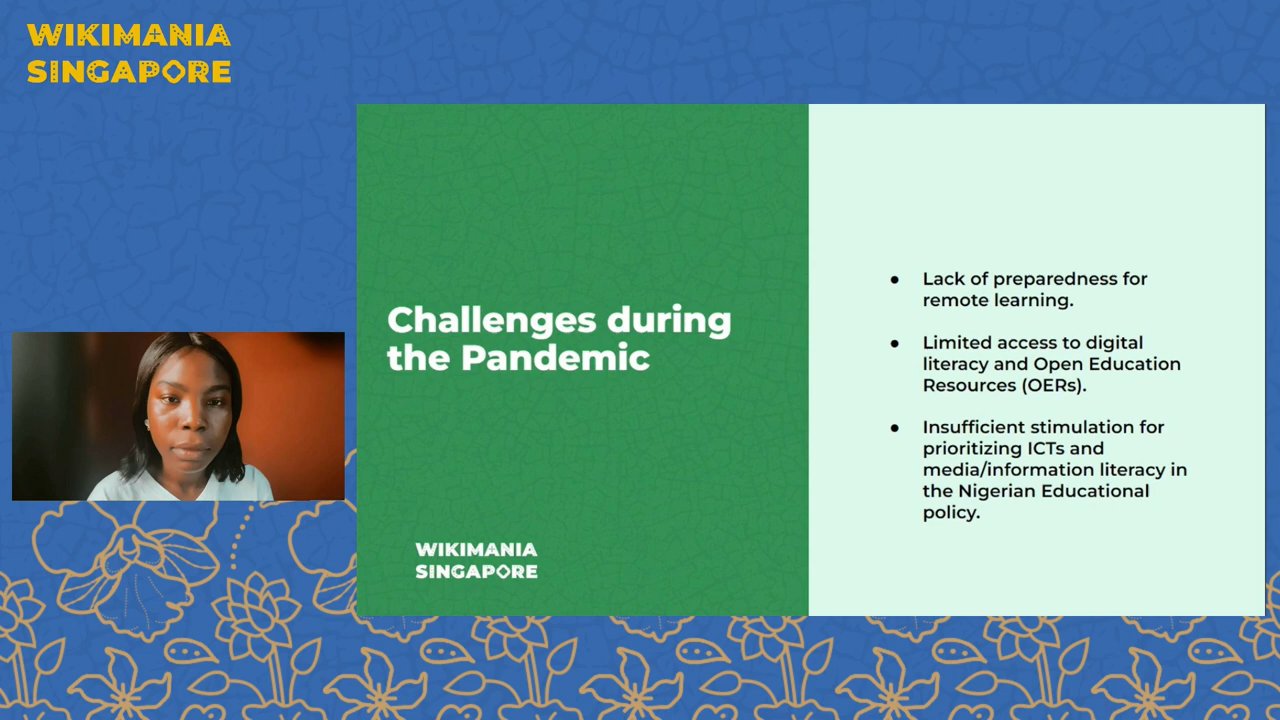 WIKIMANIA
SINGAPORE
Challenges during
the Pandemic
WIKIMANIA
SINGAPORE
● Lack of preparedness for
remote learning.
● Limited access to digital
literacy and Open Education
Resources (OERs).
● Insufficient stimulation for
prioritizing ICTs and
media/information literacy in
the Nigerian Educational
policy.